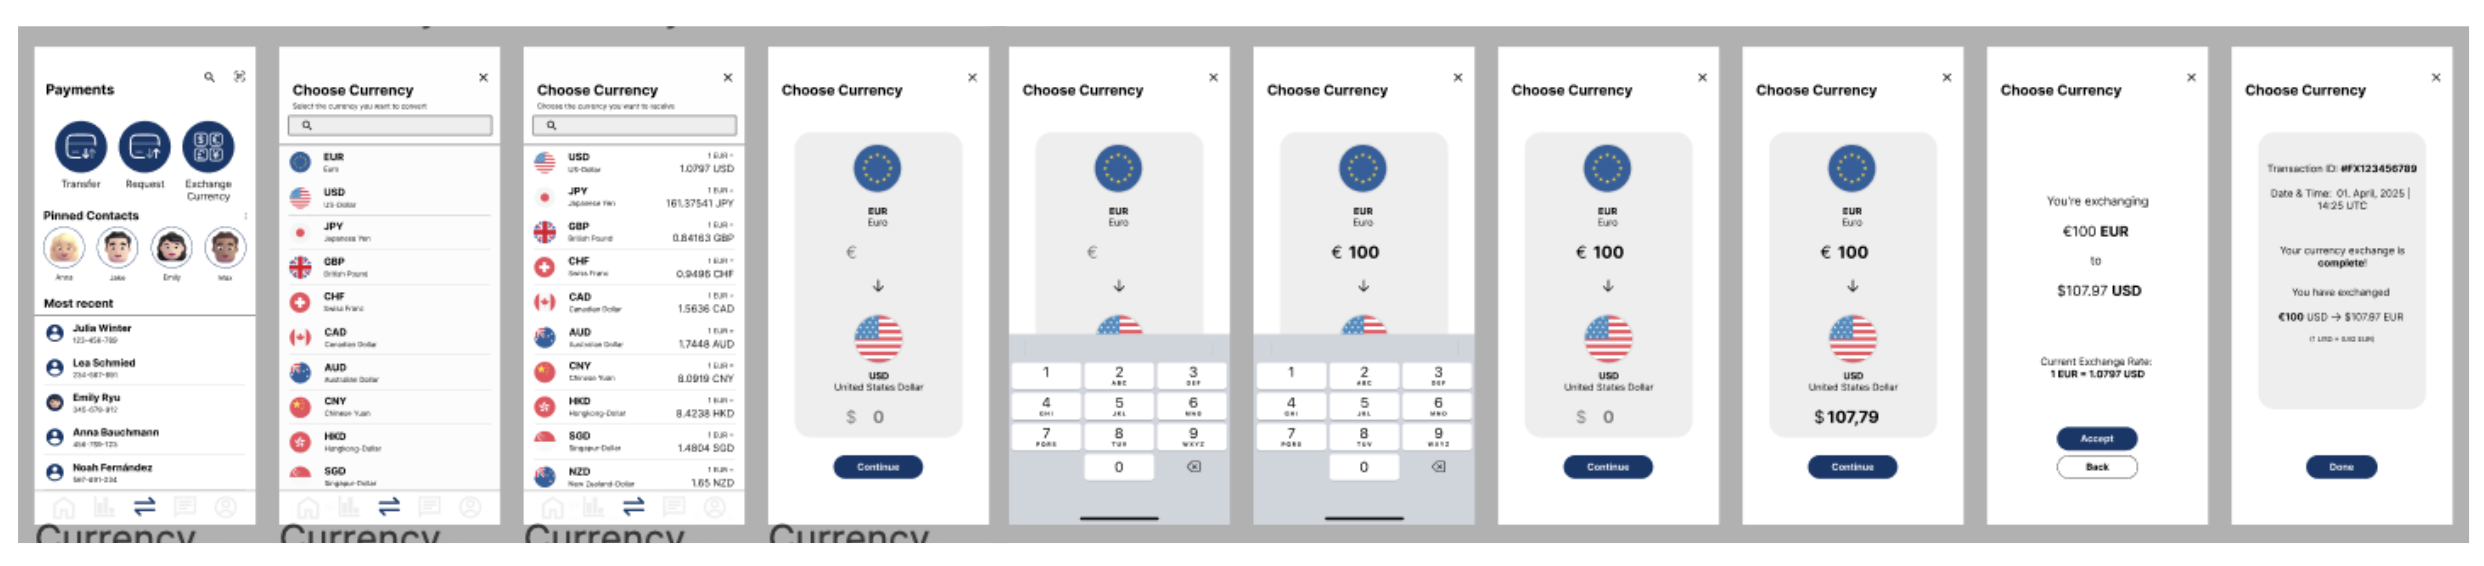 Payments
Transfer
Request
Exchange
Currency
Pinned Contacts
Anna
Jake
Emily
Max
Most recent
Julia Winter
123-456-789
Lea Schmied
234-567-891
Emily Ryu
345-678-912
Anna Bauchmann
456-789-123
Noah Fernández
567-891-234
Currency
Choose Currency
Select the currency you want to convert
EUR
Euro
USD
US-Dollar
JPY
Japanese Yen
GBP
British Pound
CHF
Swiss Franc
CAD
Canadian Dollar
AUD
Australian Dollar
CNY
Chinese Yuan
HKD
Hongkong-Dollar
SGD
Singapur-Dollar
Currency
Choose Currency
Choose the currency you want to receive
USD
US-Dollar
1 EUR =
1.0797 USD
JPY
Japanese Yen
1 EUR =
161,37541 JPY
GBP
British Pound
1 EUR =
0.84163 GBP
CHF
Swiss Franc
1 EUR =
0,9496 CHF
CAD
Canadian Dollar
1 EUR =
1.5636 CAD
AUD
Australian Dollar
1 EUR =
1,7448 AUD
CNY
Chinese Yuan
1 EUR =
8.0919 CNY
HKD
Hongkong-Dollar
1 EUR =
8,4238 HKD
SGD
Singapur-Dollar
1 EUR =
1.4804 SGD
NZD
New Zealand-Dollar
1 EUR =
1.65 NZD
Currency
Choose Currency
EUR
Euro
€
↓
USD
United States Dollar
$ 0
Continue
Currency
Choose Currency
EUR
Euro
€
↓
1
2
ABC
3
DEF
4
GHI
5
JKL
6
MNO
7
PQRS
8
TUV
9
WXYZ
0
Choose Currency
EUR
Euro
€ 100
↓
1
2
ABC
3
DEF
4
GHI
5
JKL
6
MNO
7
PQRS
8
TUV
9
WXYZ
0
Choose Currency
EUR
Euro
€ 100
↓
USD
United States Dollar
$ 0
Continue
Choose Currency
EUR
Euro
€ 100
↓
USD
United States Dollar
$ 107,79
Continue
Choose Currency
You're exchanging
€100 EUR
to
$107.97 USD
Current Exchange Rate:
1 EUR = 1.0797 USD
Accept
Back
Choose Currency
Transaction ID: #FX123456789
Date & Time: 01. April, 2025 |
14:25 UTC
Your currency exchange is
complete!
You have exchanged
€100 USD → $107.97 EUR
(1 USD = 0.92 EUR)
Done